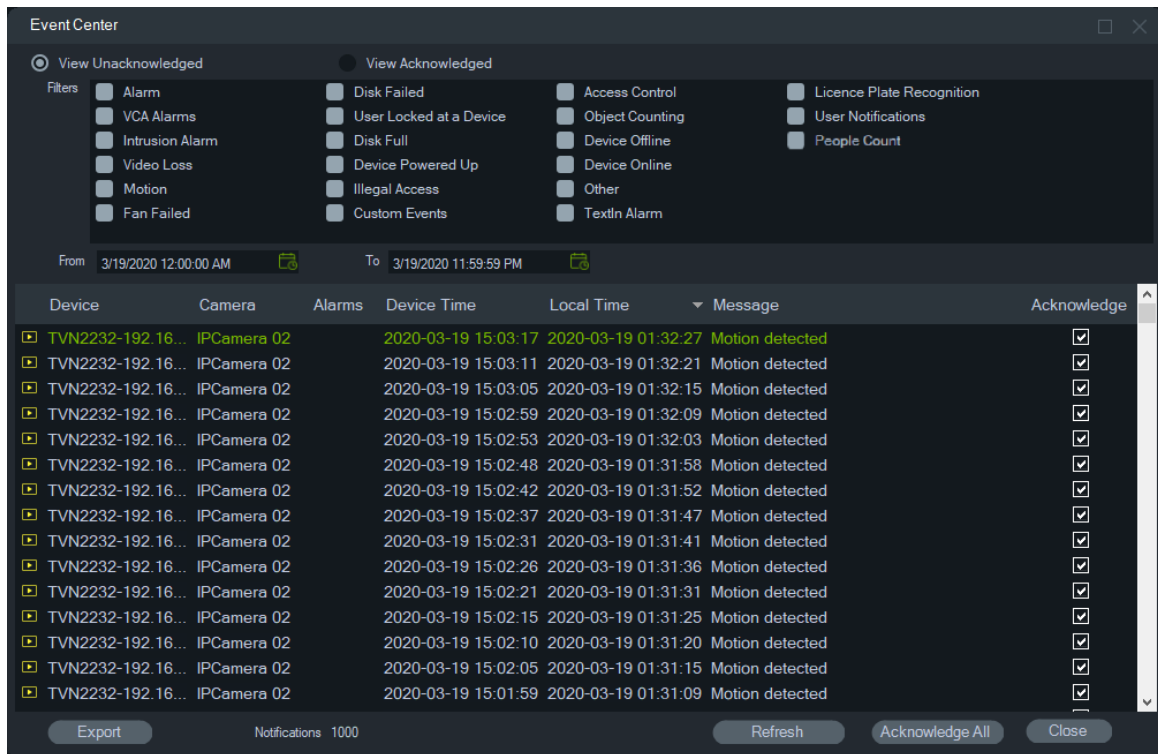 Event Center
View Unacknowledged View Acknowledged
Filters Alarm Disk Failed Access Control Licence Plate Recognition
VCA Alarms User Locked at a Device Object Counting User Notifications
Intrusion Alarm Disk Full Device Offline People Count
Video Loss Device Powered Up Device Online
Motion Illegal Access Other
Fan Failed Custom Events TextIn Alarm
From 3/19/2020 12:00:00 AM To 3/19/2020 11:59:59 PM
Device Camera Alarms Device Time Local Time Message Acknowledge
TVN2232-192.16... IPCamera 02 2020-03-19 15:03:17 2020-03-19 01:32:27 Motion detected
TVN2232-192.16... IPCamera 02 2020-03-19 15:03:11 2020-03-19 01:32:21 Motion detected
TVN2232-192.16... IPCamera 02 2020-03-19 15:03:05 2020-03-19 01:32:15 Motion detected
TVN2232-192.16... IPCamera 02 2020-03-19 15:02:59 2020-03-19 01:32:09 Motion detected
TVN2232-192.16... IPCamera 02 2020-03-19 15:02:53 2020-03-19 01:32:03 Motion detected
TVN2232-192.16... IPCamera 02 2020-03-19 15:02:48 2020-03-19 01:31:58 Motion detected
TVN2232-192.16... IPCamera 02 2020-03-19 15:02:42 2020-03-19 01:31:52 Motion detected
TVN2232-192.16... IPCamera 02 2020-03-19 15:02:37 2020-03-19 01:31:47 Motion detected
TVN2232-192.16... IPCamera 02 2020-03-19 15:02:31 2020-03-19 01:31:41 Motion detected
TVN2232-192.16... IPCamera 02 2020-03-19 15:02:26 2020-03-19 01:31:36 Motion detected
TVN2232-192.16... IPCamera 02 2020-03-19 15:02:21 2020-03-19 01:31:31 Motion detected
TVN2232-192.16... IPCamera 02 2020-03-19 15:02:15 2020-03-19 01:31:25 Motion detected
TVN2232-192.16... IPCamera 02 2020-03-19 15:02:10 2020-03-19 01:31:20 Motion detected
TVN2232-192.16... IPCamera 02 2020-03-19 15:02:05 2020-03-19 01:31:15 Motion detected
TVN2232-192.16... IPCamera 02 2020-03-19 15:01:59 2020-03-19 01:31:09 Motion detected
Export Notifications 1000 Refresh Acknowledge All Close